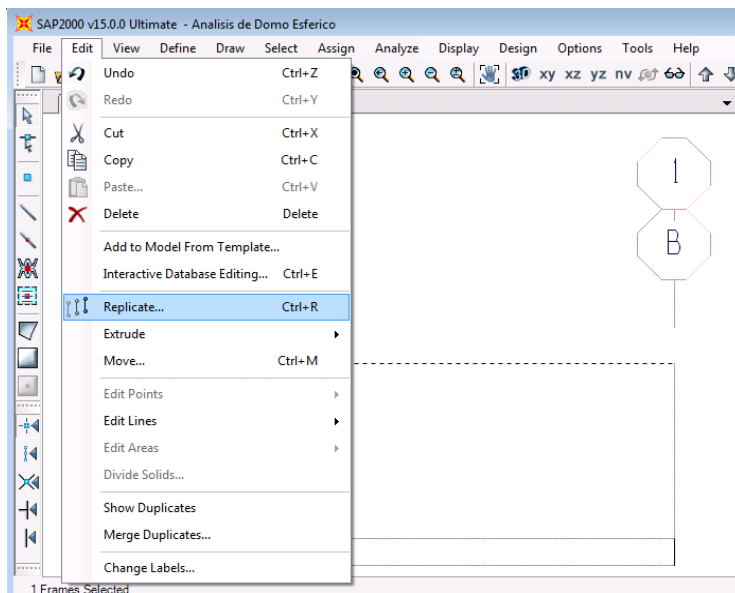 SAP2000 v15.0.0 Ultimate - Analisis de Domo Esferico
File Edit View Define Draw Select Assign Analyze Display Design Options Tools Help
xy xz yz nv
Undo Ctrl+Z
Redo Ctrl+Y
Cut Ctrl+X
Copy Ctrl+C
Paste... Ctrl+V
Delete Delete
Add to Model From Template...
Interactive Database Editing... Ctrl+E
Replicate... Ctrl+R
Extrude
Move... Ctrl+M
Edit Points
Edit Lines
Edit Areas
Divide Solids...
Show Duplicates
Merge Duplicates...
Change Labels...
1
B
1 Frames Selected